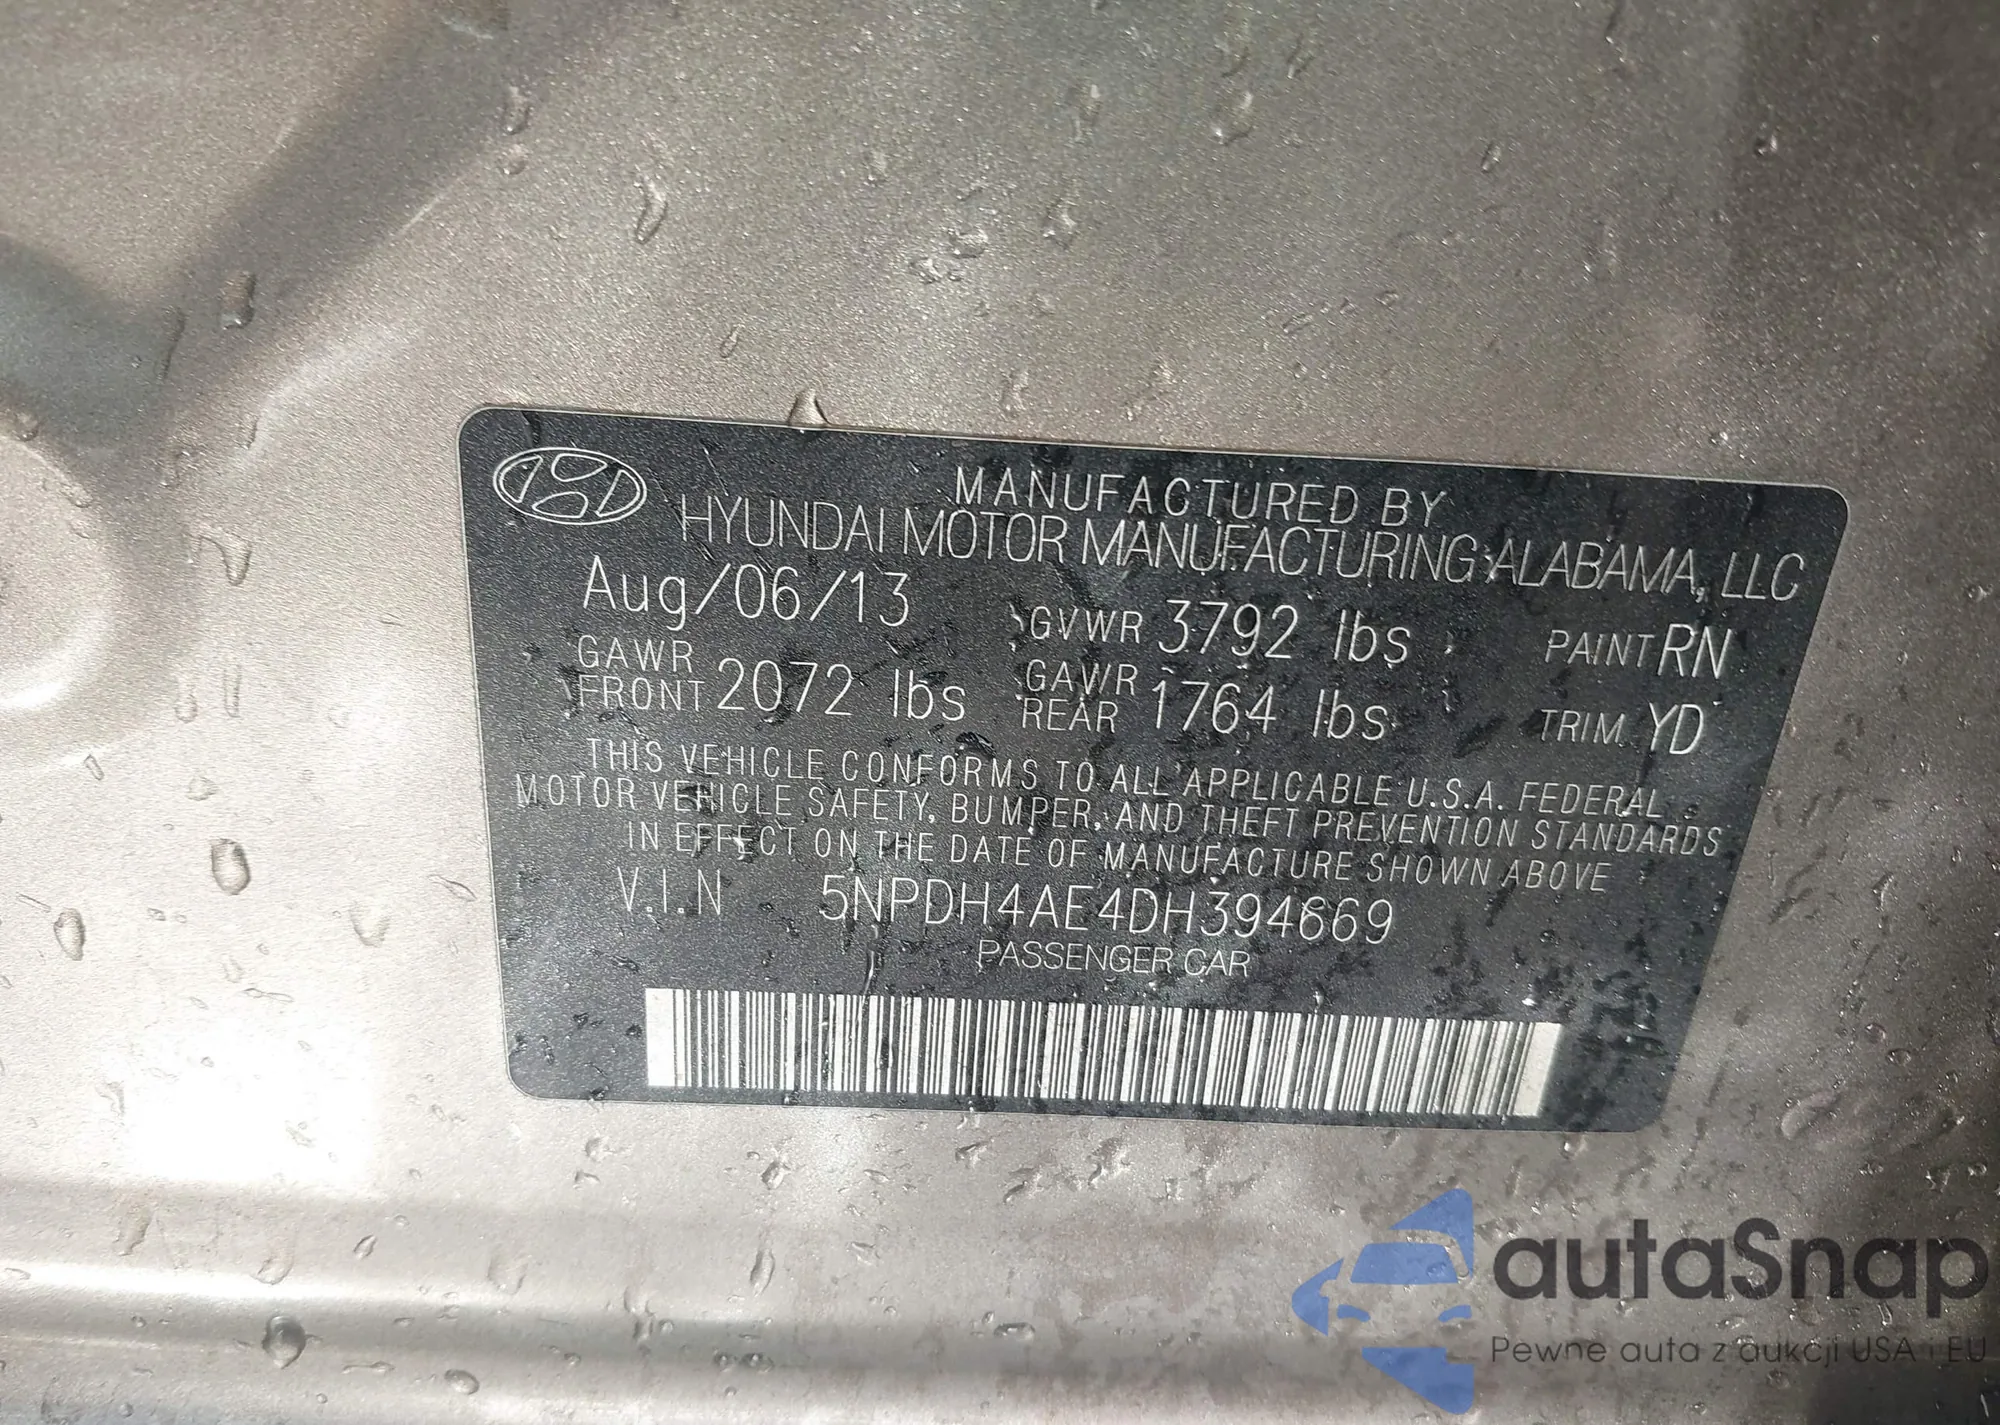 MANUFACTURED BY
HYUNDAI MOTOR MANUFACTURING ALABAMA, LLC
Aug/06/13 GVWR 3792 lbs PAINT RN
GAWR FRONT 2072 lbs GAWR REAR 1764 lbs TRIM YD
THIS VEHICLE CONFORMS TO ALL APPLICABLE U.S.A. FEDERAL
MOTOR VEHICLE SAFETY, BUMPER, AND THEFT PREVENTION STANDARDS
IN EFFECT ON THE DATE OF MANUFACTURE SHOWN ABOVE
V.I.N 5NPDH4AE4DH394669
PASSENGER CAR
autaSnap
Pewne auta z aukcji USA i EU